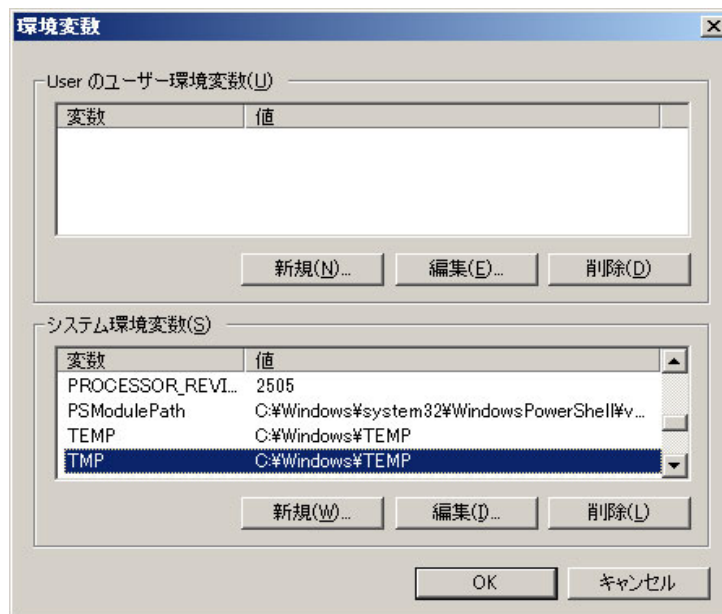 環境変数
User のユーザー環境変数(U)
変数 値
新規(N)... 編集(E)... 削除(D)
システム環境変数(S)
変数 値
PROCESSOR_REVI... 2505
PSModulePath C:¥Windows¥system32¥WindowsPowerShell¥v...
TEMP C:¥Windows¥TEMP
TMP C:¥Windows¥TEMP
新規(W)... 編集(I)... 削除(L)
OK キャンセル